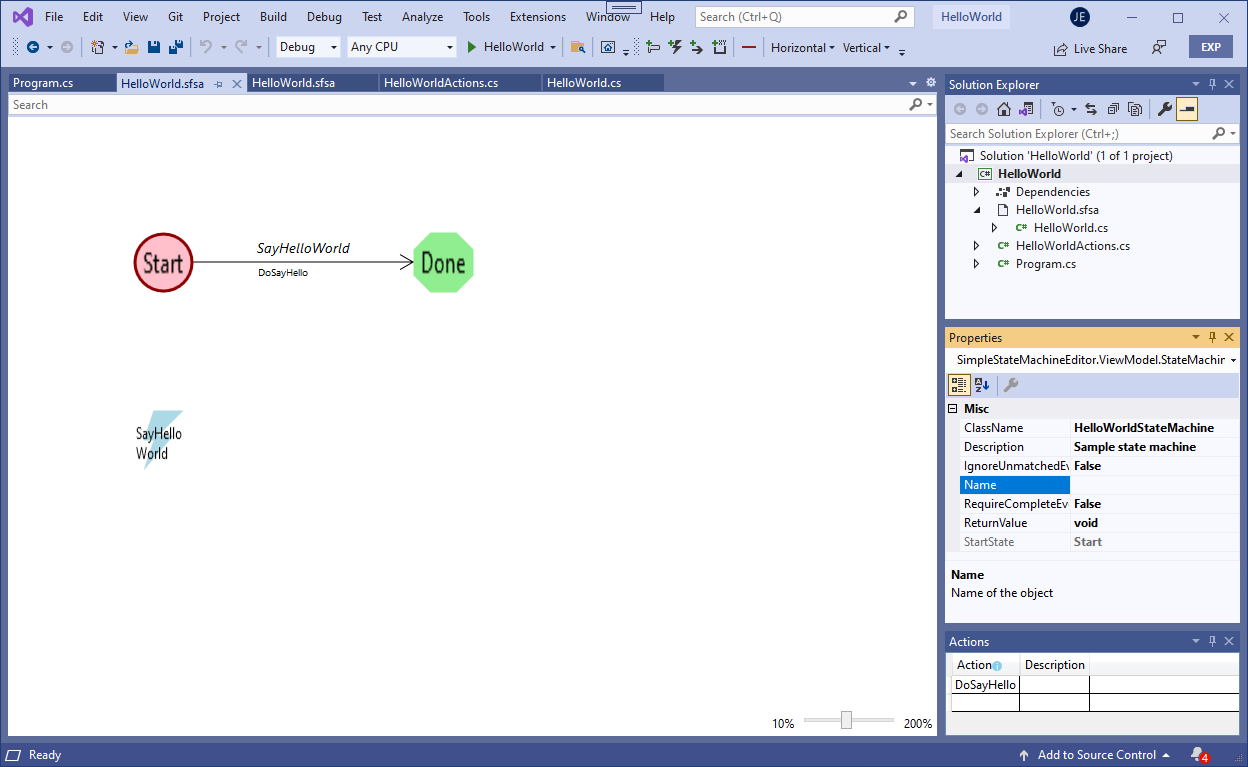 File Edit View Git Project Build Debug Test Analyze Tools Extensions Window Help Search (Ctrl+Q) HelloWorld JE
Debug Any CPU HelloWorld Horizontal Vertical Live Share EXP
Program.cs HelloWorld.sfsa HelloWorld.sfsa HelloWorldActions.cs HelloWorld.cs
Search
Start
SayHelloWorld
DoSayHello
Done
SayHello
World
10% 200%
Solution Explorer
Search Solution Explorer (Ctrl+;)
Solution 'HelloWorld' (1 of 1 project)
C# HelloWorld
Dependencies
HelloWorld.sfsa
C# HelloWorld.cs
C# HelloWorldActions.cs
C# Program.cs
Properties
SimpleStateMachineEditor.ViewModel.StateMachin
Misc
ClassName HelloWorldStateMachine
Description Sample state machine
IgnoreUnmatchedEv False
Name
RequireCompleteEv False
ReturnValue void
StartState Start
Name
Name of the object
Actions
Action Description
DoSayHello
Ready Add to Source Control 4